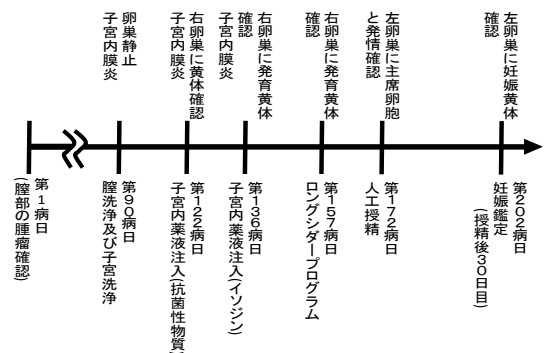 卵巣静止
子宮内膜炎
右卵巣に黄体確認
子宮内膜炎
右卵巣に発育黄体
確認
子宮内膜炎
右卵巣に発育黄体
確認
左卵巣に主席卵胞
と発情確認
左卵巣に妊娠黄体
確認
第1病日
(膣部の腫瘤確認)
第90病日
膣洗浄及び子宮洗浄
第122病日
子宮内薬液注入(抗菌性物質
第136病日
子宮内薬液注入(イソジン)
第157病日
ロングシダープログラム
第172病日
人工授精
第202病日
妊娠鑑定
(授精後30日目)